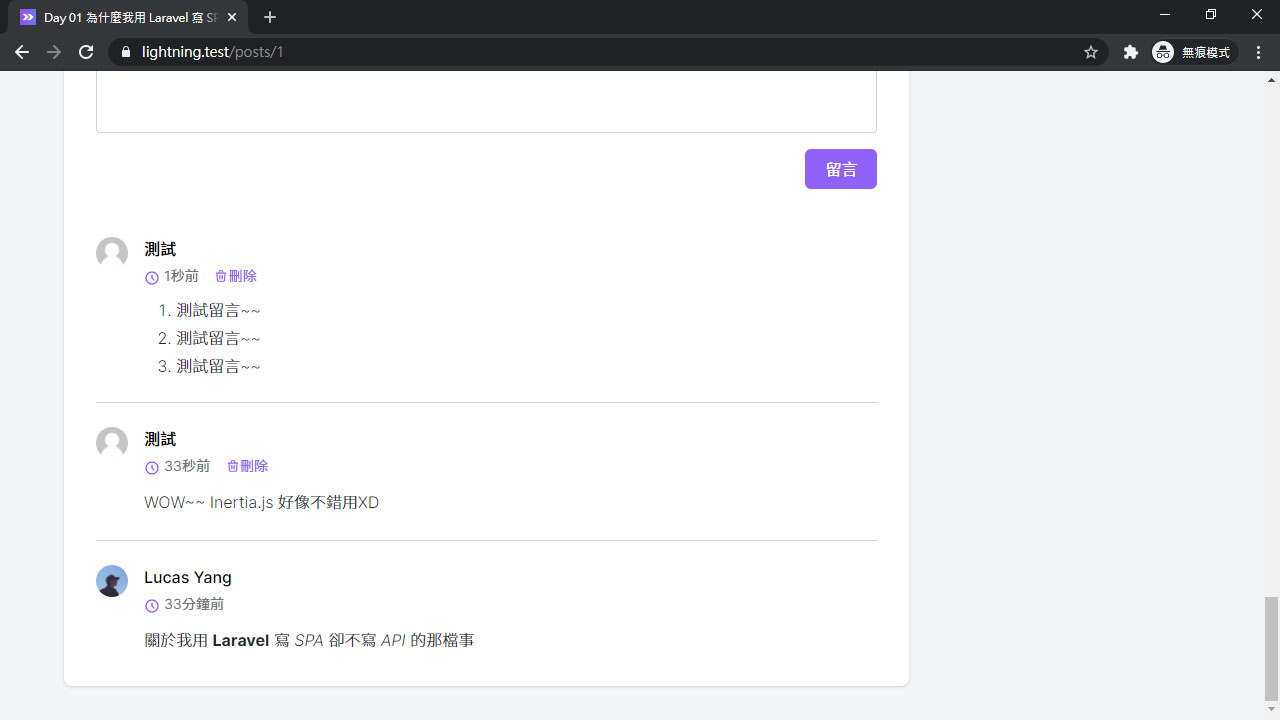 Day 01 為什麼我用 Laravel 寫 SP
lightning.test/posts/1
無痕模式
留言
測試
1秒前 刪除
1. 測試留言~~
2. 測試留言~~
3. 測試留言~~
測試
33秒前 刪除
WOW~~ Inertia.js 好像不錯用XD
Lucas Yang
33分鐘前
關於我用 Laravel 寫 SPA 卻不寫 API 的那檔事